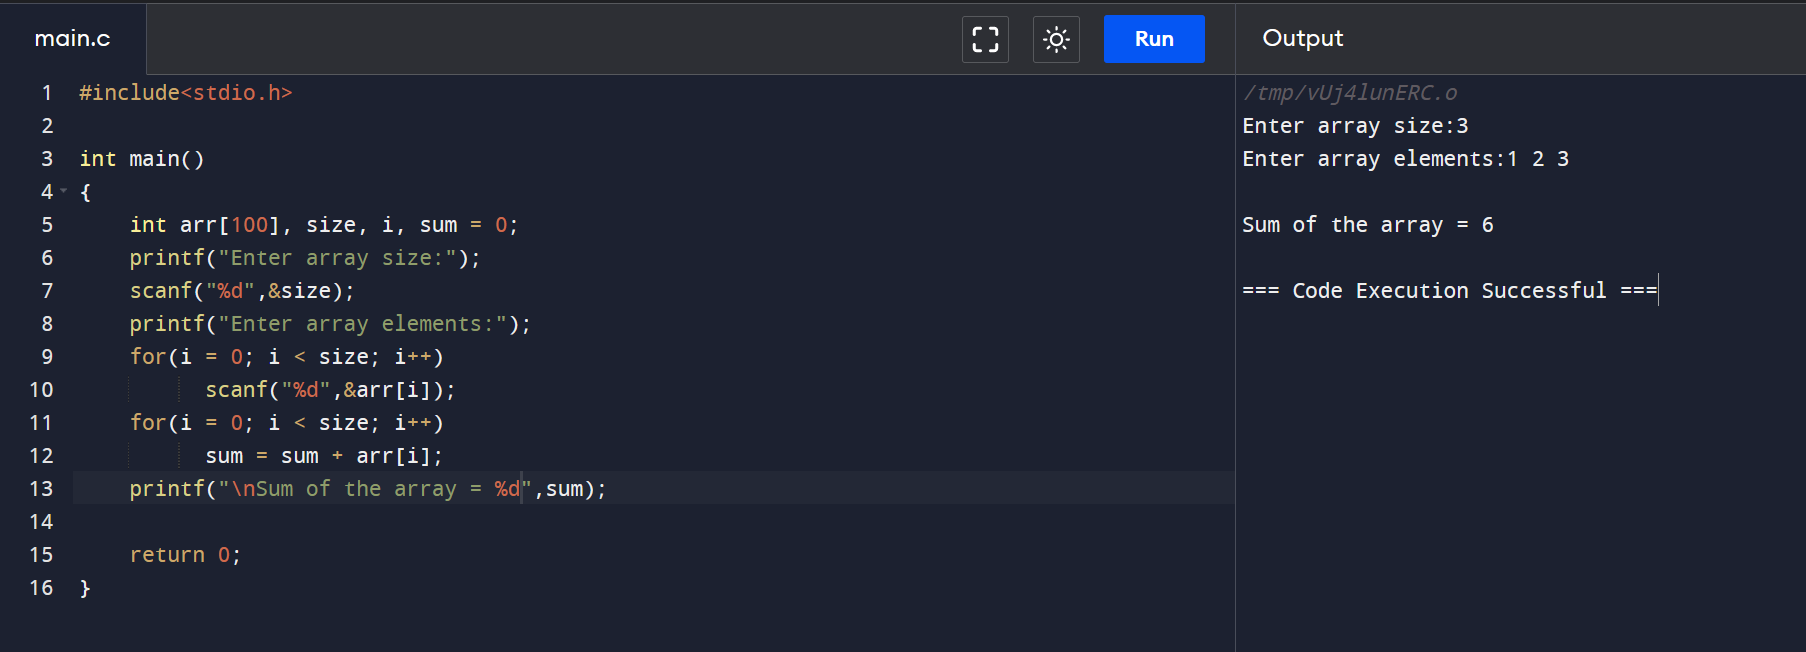 main.c
Run
Output
1 #include<stdio.h>
2
3 int main()
4 {
5     int arr[100], size, i, sum = 0;
6     printf("Enter array size:");
7     scanf("%d",&size);
8     printf("Enter array elements:");
9     for(i = 0; i < size; i++)
10           scanf("%d",&arr[i]);
11    for(i = 0; i < size; i++)
12          sum = sum + arr[i];
13    printf("\nSum of the array = %d",sum);
14
15    return 0;
16 }
/tmp/vUj4lunERC.o
Enter array size:3
Enter array elements:1 2 3
Sum of the array = 6
=== Code Execution Successful ===